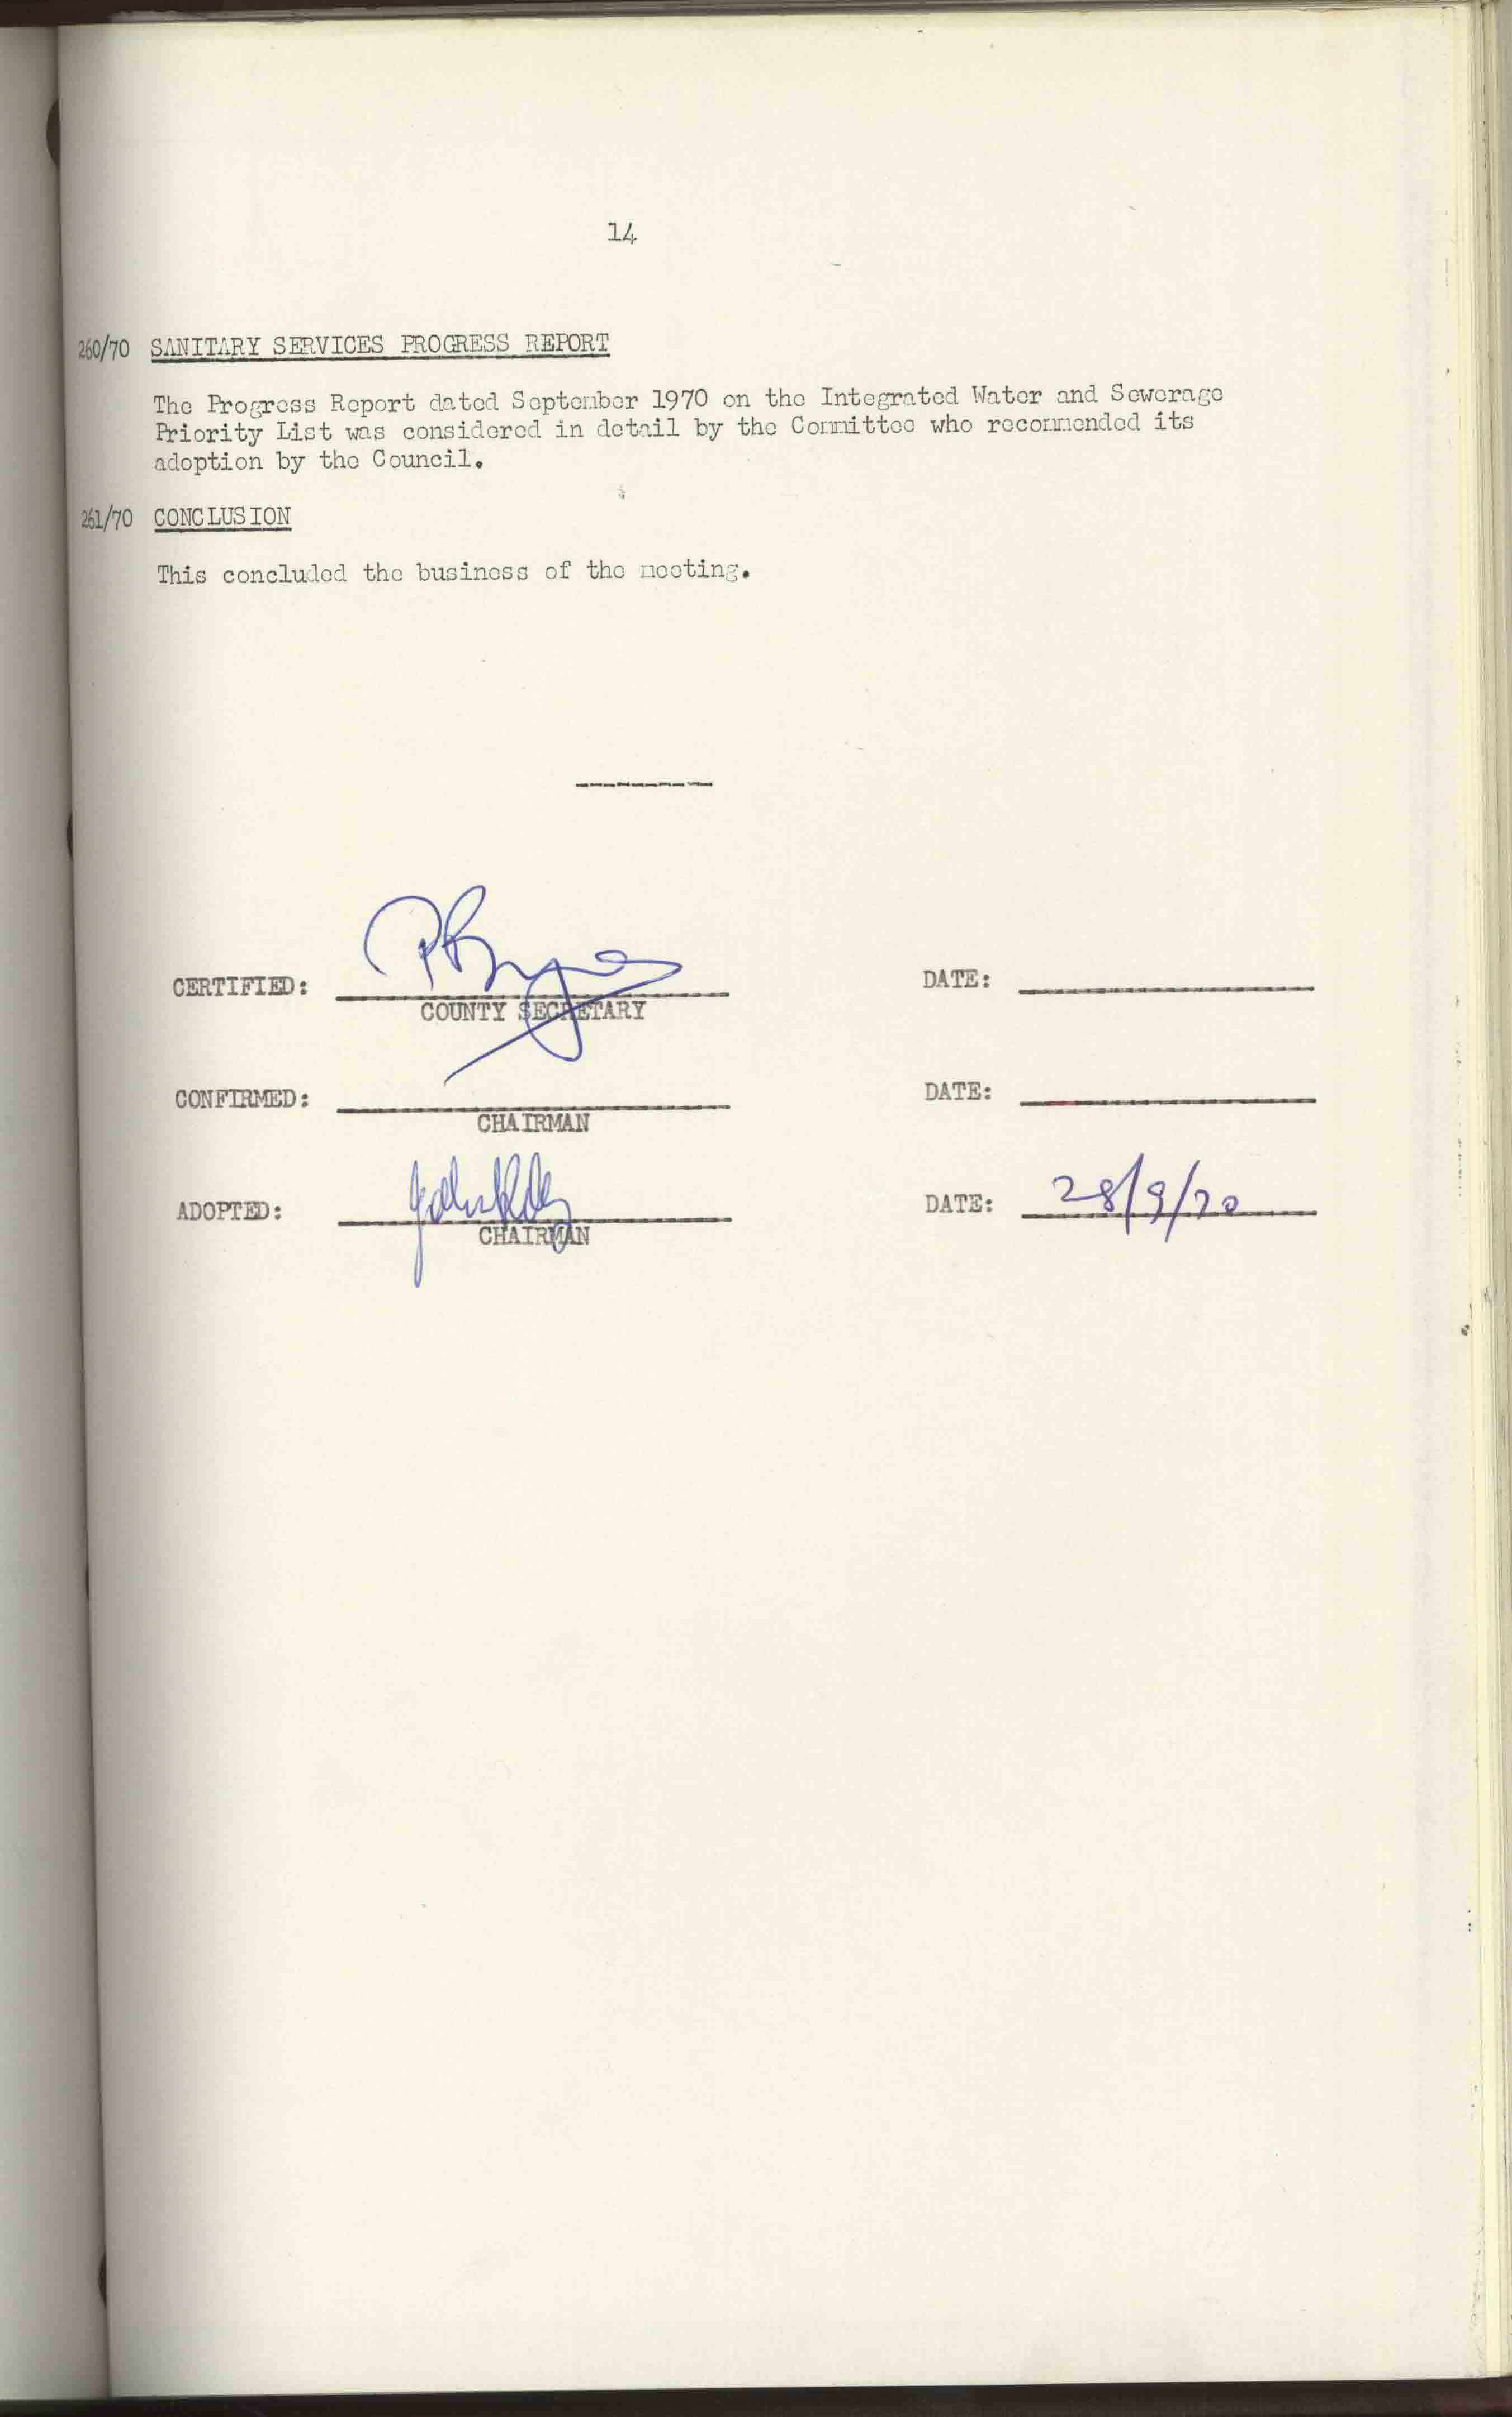 14
260/70 SANITARY SERVICES PROGRESS REPORT
The Progress Report dated September 1970 on the Integrated Water and Sewerage
Priority List was considered in detail by the Committee who recommended its
adoption by the Council.
261/70 CONCLUSION
This concluded the business of the meeting.
CERTIFIED: DATE:
COUNTY SECRETARY
CONFIRMED: DATE:
CHAIRMAN
ADOPTED: DATE: 28/9/70
CHAIRMAN